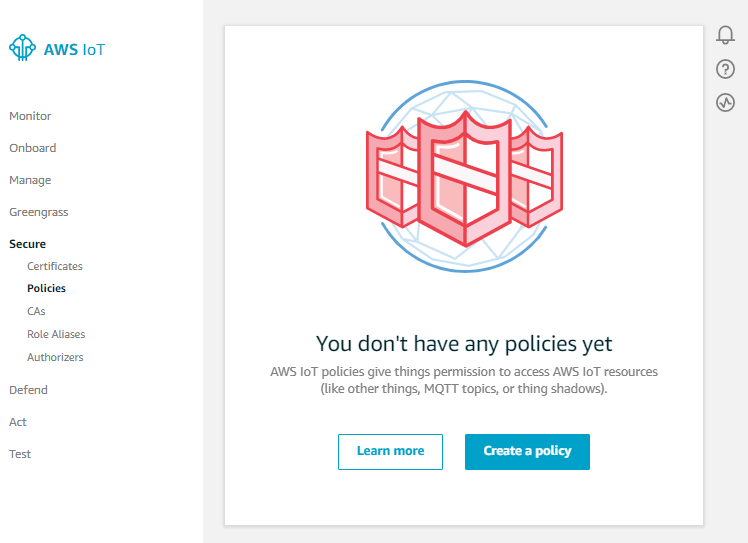 AWS IoT
Monitor
Onboard
Manage
Greengrass
Secure
Certificates
Policies
CAs
Role Aliases
Authorizers
Defend
Act
Test
You don't have any policies yet
AWS IoT policies give things permission to access AWS IoT resources
(like other things, MQTT topics, or thing shadows).
Learn more
Create a policy